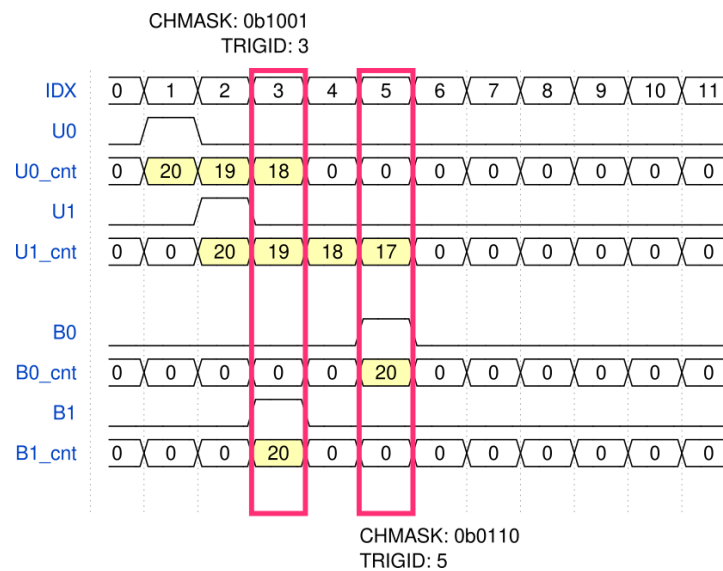 CHMASK: 0b1001
TRIGID: 3
IDX 0 1 2 3 4 5 6 7 8 9 10 11
U0
U0_cnt 0 20 19 18 0 0 0 0 0 0 0 0
U1
U1_cnt 0 0 20 19 18 17 0 0 0 0 0 0
B0
B0_cnt 0 0 0 0 0 20 0 0 0 0 0 0
B1
B1_cnt 0 0 0 20 0 0 0 0 0 0 0 0
CHMASK: 0b0110
TRIGID: 5